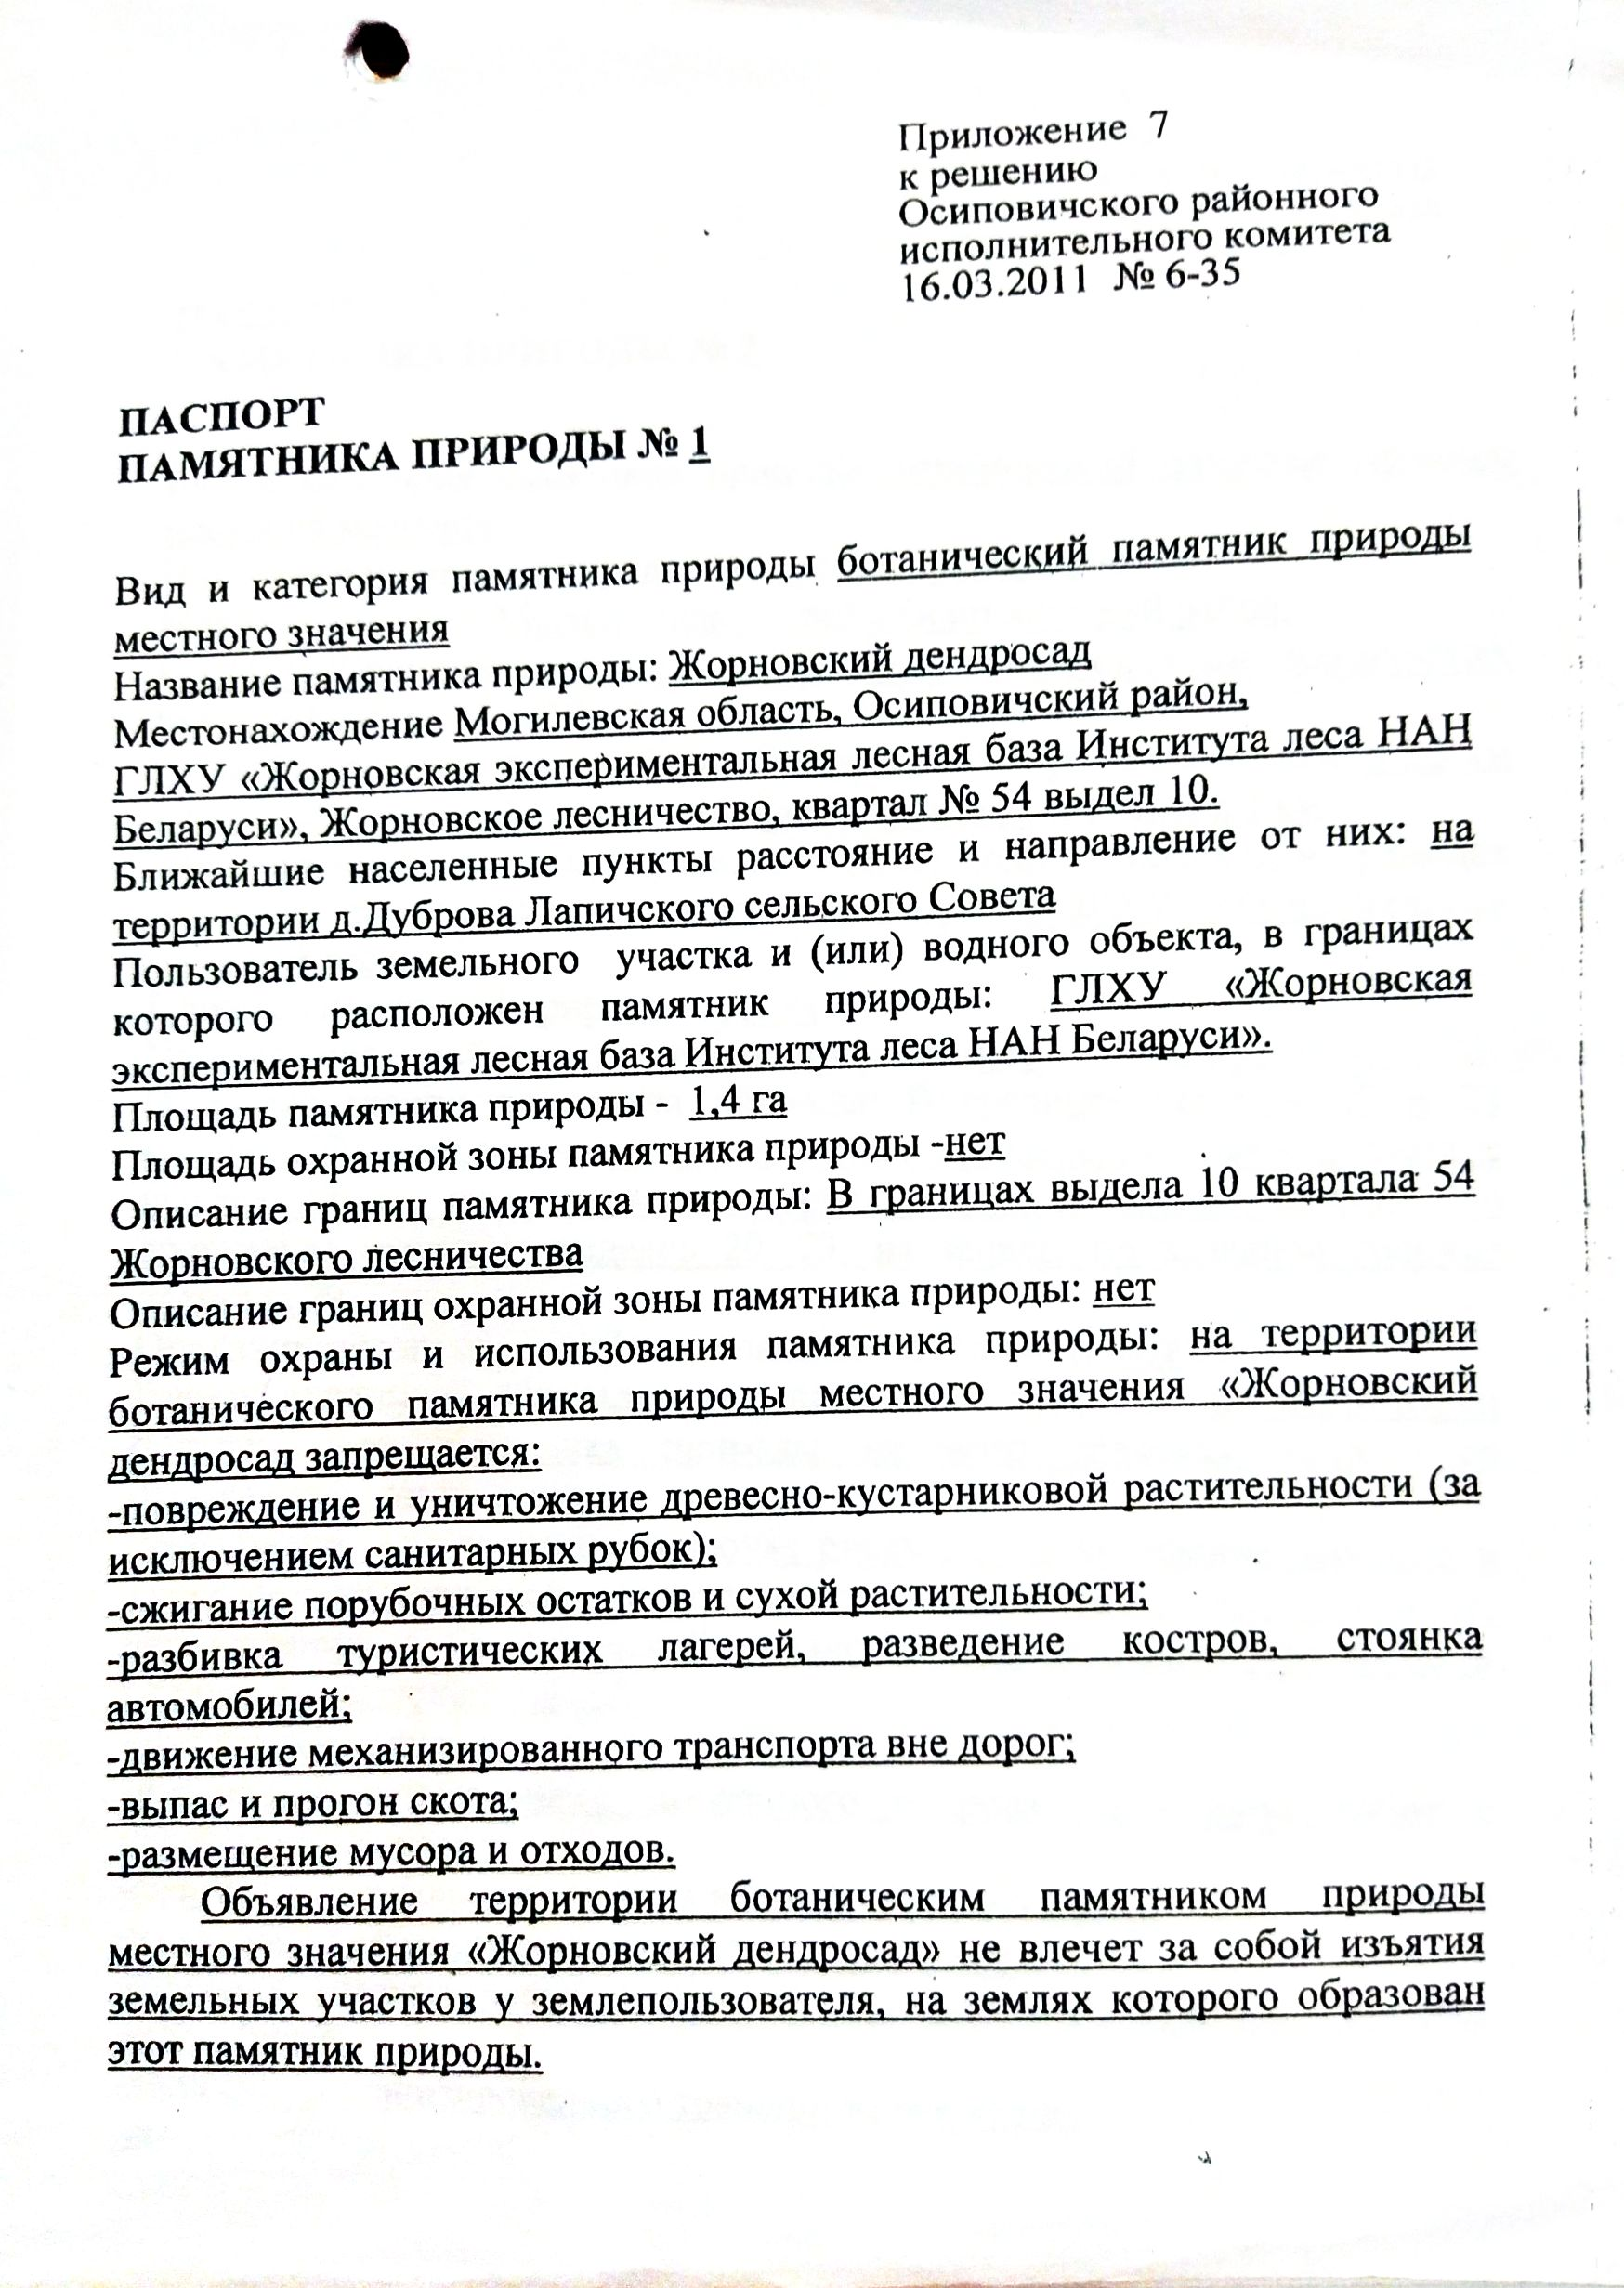 Приложение 7
к решению
Осиповичского районного
исполнительного комитета
16.03.2011 № 6-35
ПАСПОРТ
ПАМЯТНИКА ПРИРОДЫ № 1
Вид и категория памятника природы ботанический памятник природы
местного значения
Название памятника природы: Жорновский дендросад
Местонахождение Могилевская область, Осиповичский район,
ГЛХУ «Жорновская экспериментальная лесная база Института леса НАН
Беларуси», Жорновское лесничество, квартал № 54 выдел 10.
Ближайшие населенные пункты расстояние и направление от них: на
территории д.Дуброва Лапичского сельского Совета
Пользователь земельного участка и (или) водного объекта, в границах
которого расположен памятник природы: ГЛХУ «Жорновская
экспериментальная лесная база Института леса НАН Беларуси».
Площадь памятника природы - 1,4 га
Площадь охранной зоны памятника природы -нет
Описание границ памятника природы: В границах выдела 10 квартала 54
Жорновского лесничества
Описание границ охранной зоны памятника природы: нет
Режим охраны и использования памятника природы: на территории
ботанического памятника природы местного значения «Жорновский
дендросад запрещается:
-повреждение и уничтожение древесно-кустарниковой растительности (за
исключением санитарных рубок);
-сжигание порубочных остатков и сухой растительности;
-разбивка туристических лагерей, разведение костров, стоянка
автомобилей;
-движение механизированного транспорта вне дорог;
-выпас и прогон скота;
-размещение мусора и отходов.
Объявление территории ботаническим памятником природы
местного значения «Жорновский дендросад» не влечет за собой изъятия
земельных участков у землепользователя, на землях которого образован
этот памятник природы.